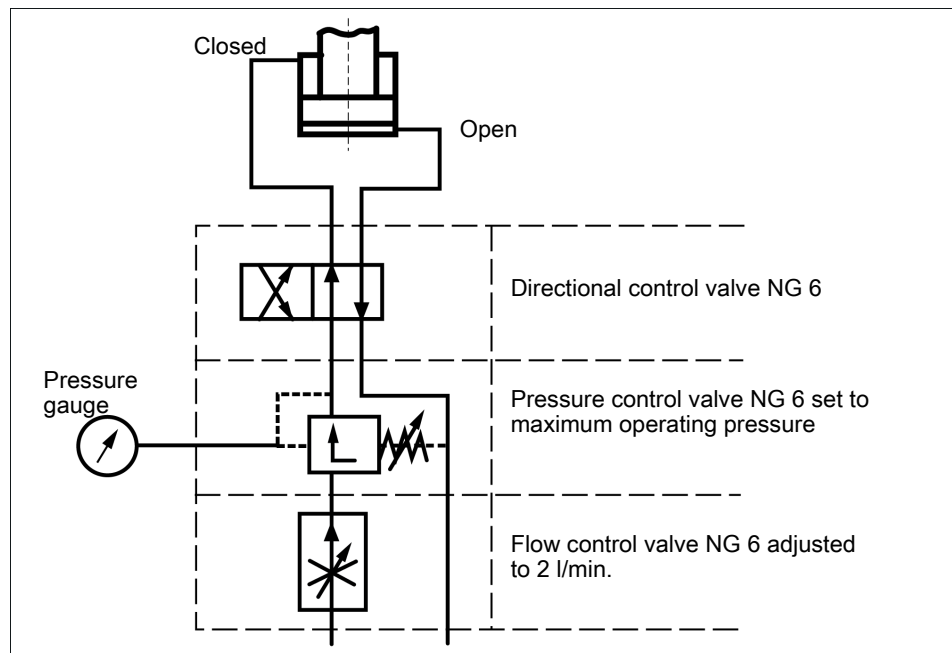 Closed
Open
Directional control valve NG 6
Pressure
gauge
Pressure control valve NG 6 set to
maximum operating pressure
Flow control valve NG 6 adjusted
to 2 l/min.